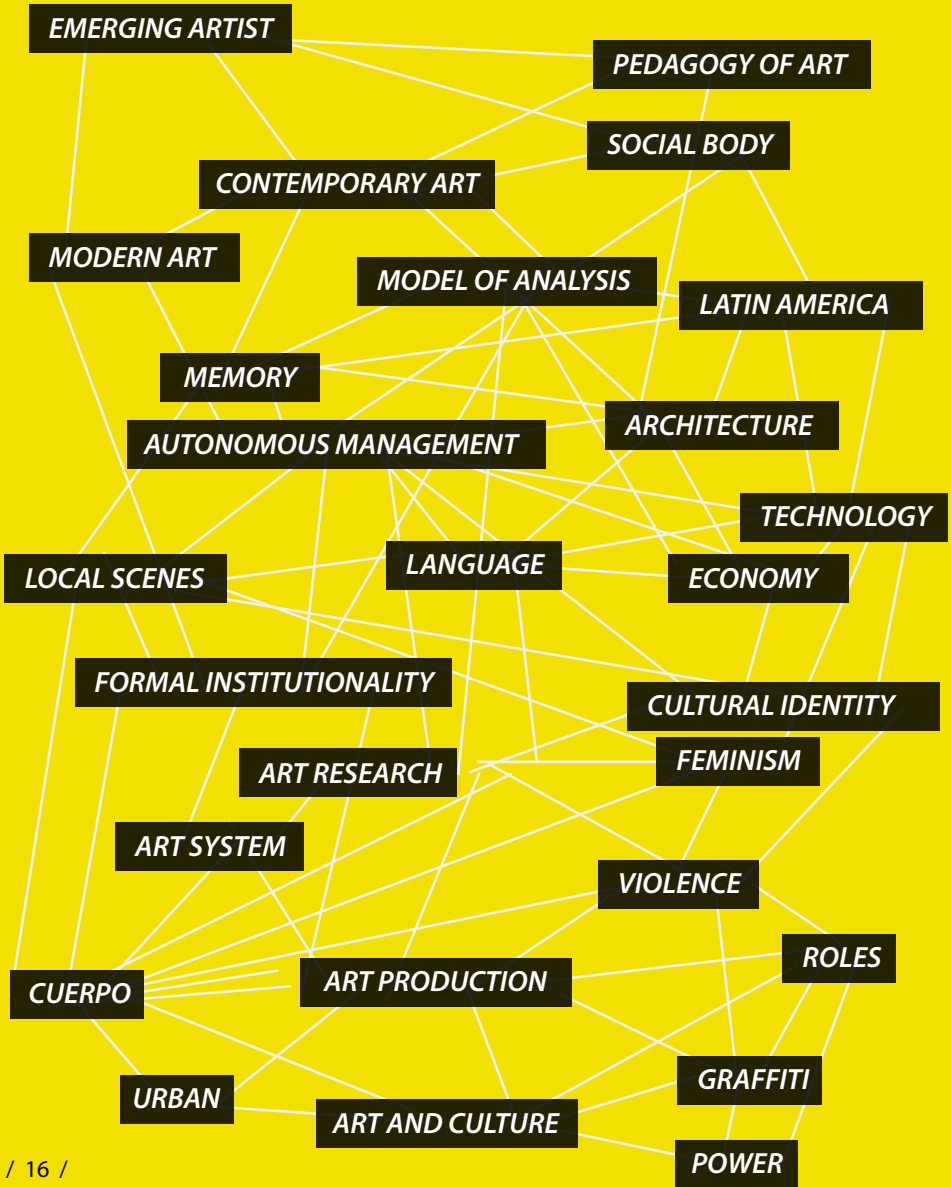 EMERGING ARTIST
PEDAGOGY OF ART
SOCIAL BODY
CONTEMPORARY ART
MODERN ART
MODEL OF ANALYSIS
LATIN AMERICA
MEMORY
ARCHITECTURE
AUTONOMOUS MANAGEMENT
TECHNOLOGY
LANGUAGE
LOCAL SCENES
ECONOMY
FORMAL INSTITUTIONALITY
CULTURAL IDENTITY
FEMINISM
ART RESEARCH
ART SYSTEM
VIOLENCE
ROLES
ART PRODUCTION
CUERPO
GRAFFITI
URBAN
ART AND CULTURE
POWER
/ 16 /